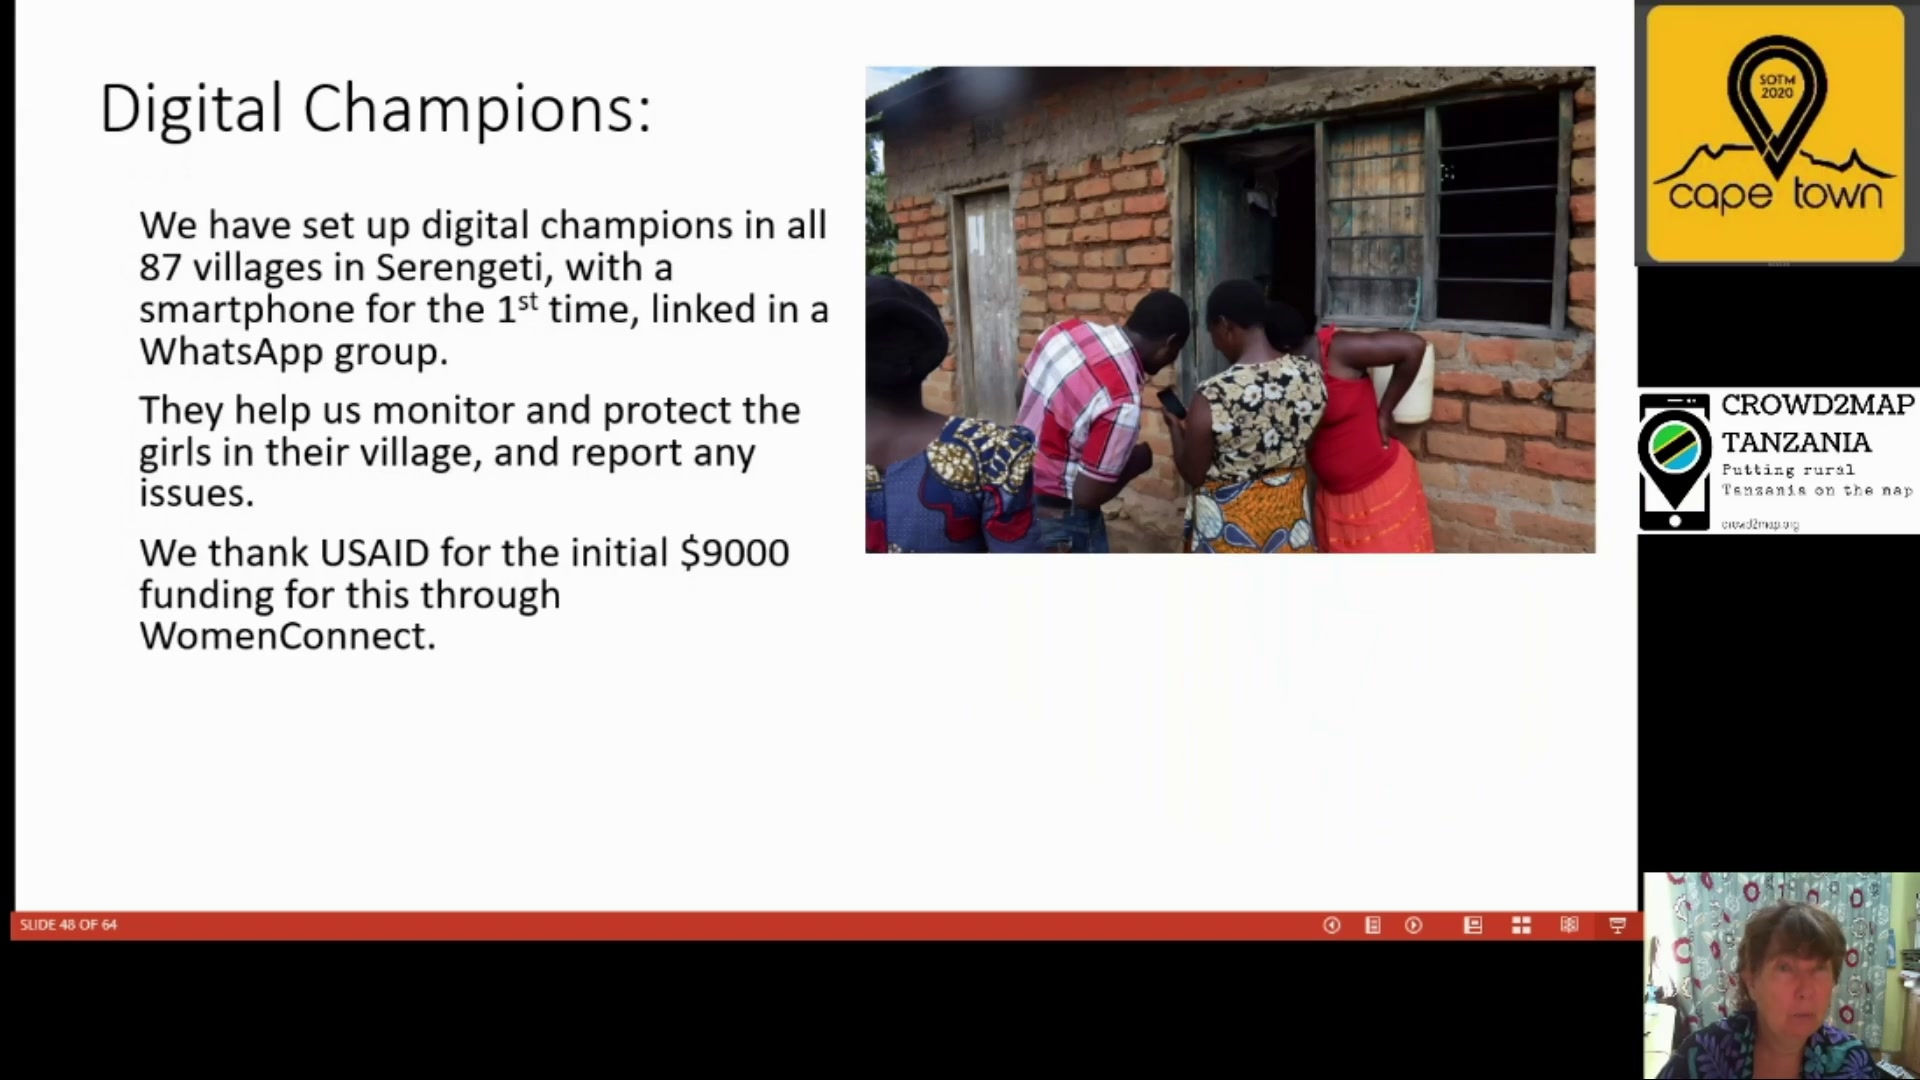 Digital Champions:
We have set up digital champions in all
87 villages in Serengeti, with a
smartphone for the 1st time, linked in a
WhatsApp group.
They help us monitor and protect the
girls in their village, and report any
issues.
We thank USAID for the initial $9000
funding for this through
WomenConnect.
SLIDE 48 OF 64
SOTM
2020
cape town
CROWD2MAP
TANZANIA
Putting rural
Tanzania on the map
crowd2map.org